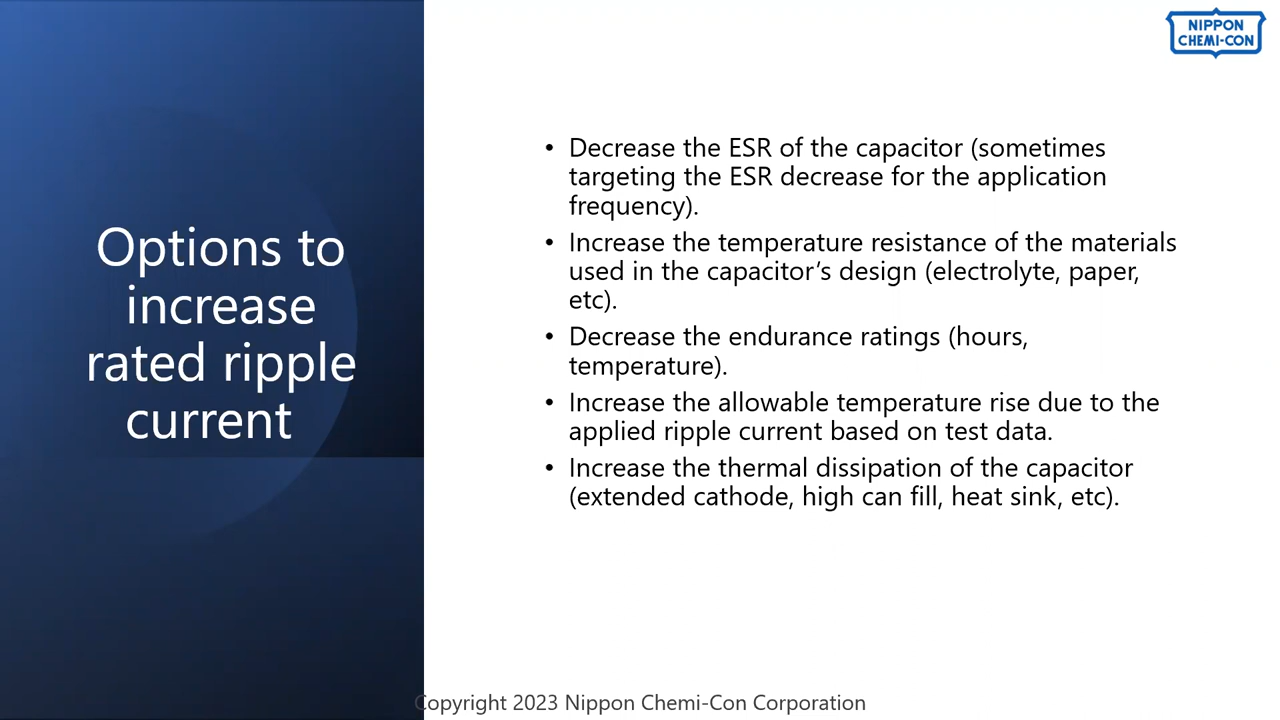 NIPPON
CHEMI-CON
Options to
increase
rated ripple
current
• Decrease the ESR of the capacitor (sometimes
targeting the ESR decrease for the application
frequency).
• Increase the temperature resistance of the materials
used in the capacitor’s design (electrolyte, paper,
etc).
• Decrease the endurance ratings (hours,
temperature).
• Increase the allowable temperature rise due to the
applied ripple current based on test data.
• Increase the thermal dissipation of the capacitor
(extended cathode, high can fill, heat sink, etc).
Copyright 2023 Nippon Chemi-Con Corporation